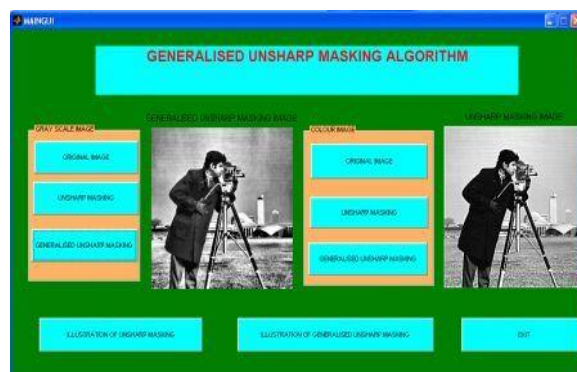 MAINGUI
GENERALISED UNSHARP MASKING ALGORITHM
GENERALISED UNSHARP MASKING IMAGE
UNSHARP MASKING IMAGE
GRAY SCALE IMAGE
ORIGINAL IMAGE
UNSHARP MASKING
GENERALISED UNSHARP MASKING
COLOUR IMAGE
ORIGINAL IMAGE
UNSHARP MASKING
GENERALISED UNSHARP MASKING
ILLUSTRATION OF UNSHARP MASKING
ILLUSTRATION OF GENERALISED UNSHARP MASKING
EXIT